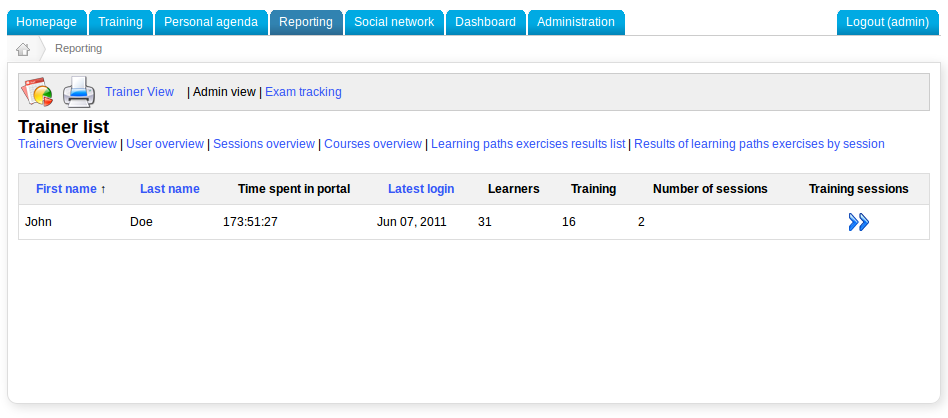 Homepage Training Personal agenda Reporting Social network Dashboard Administration Logout (admin)
Reporting
Trainer View | Admin view | Exam tracking
Trainer list
Trainers Overview | User overview | Sessions overview | Courses overview | Learning paths exercises results list | Results of learning paths exercises by session
First name ↑ Last name Time spent in portal Latest login Learners Training Number of sessions Training sessions
John Doe 173:51:27 Jun 07, 2011 31 16 2